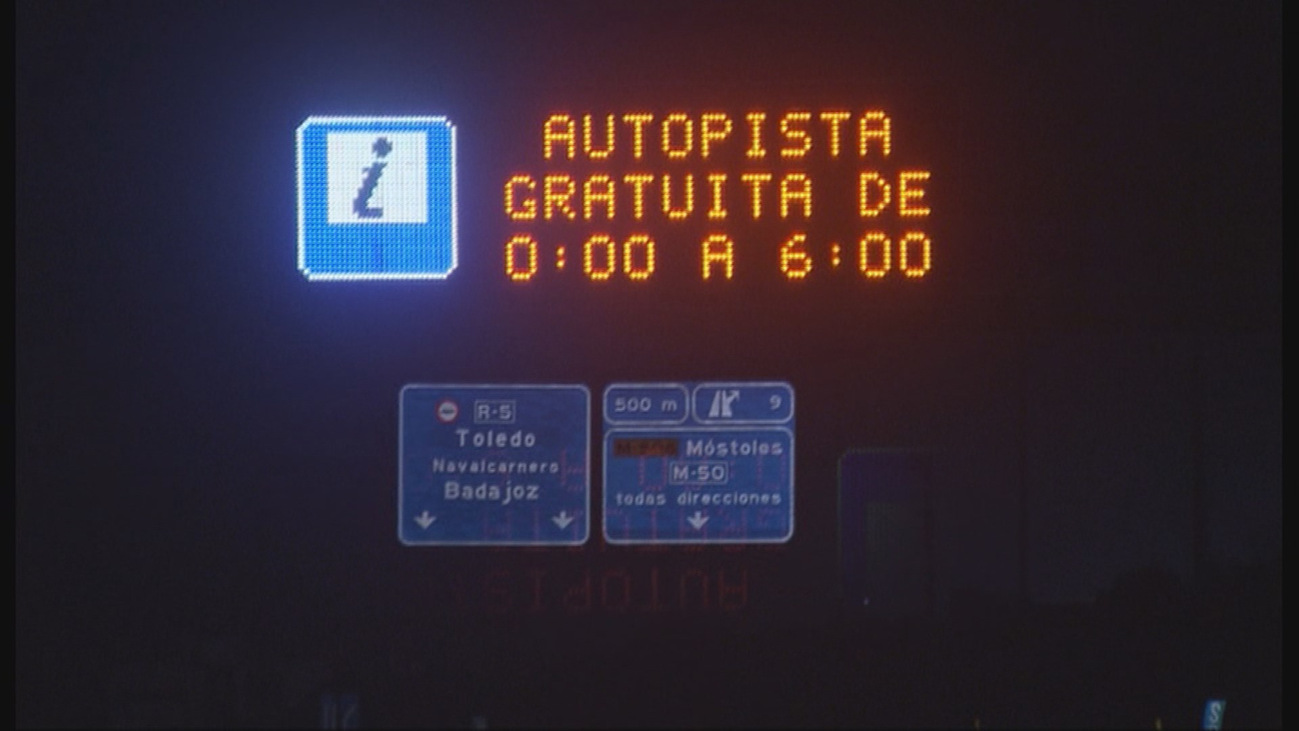 i
AUTOPISTA
GRATUITA DE
0:00 A 6:00
R-5
Toledo
Navalcarnero
Badajoz
500 m
9
Móstoles
M-50
todas direcciones